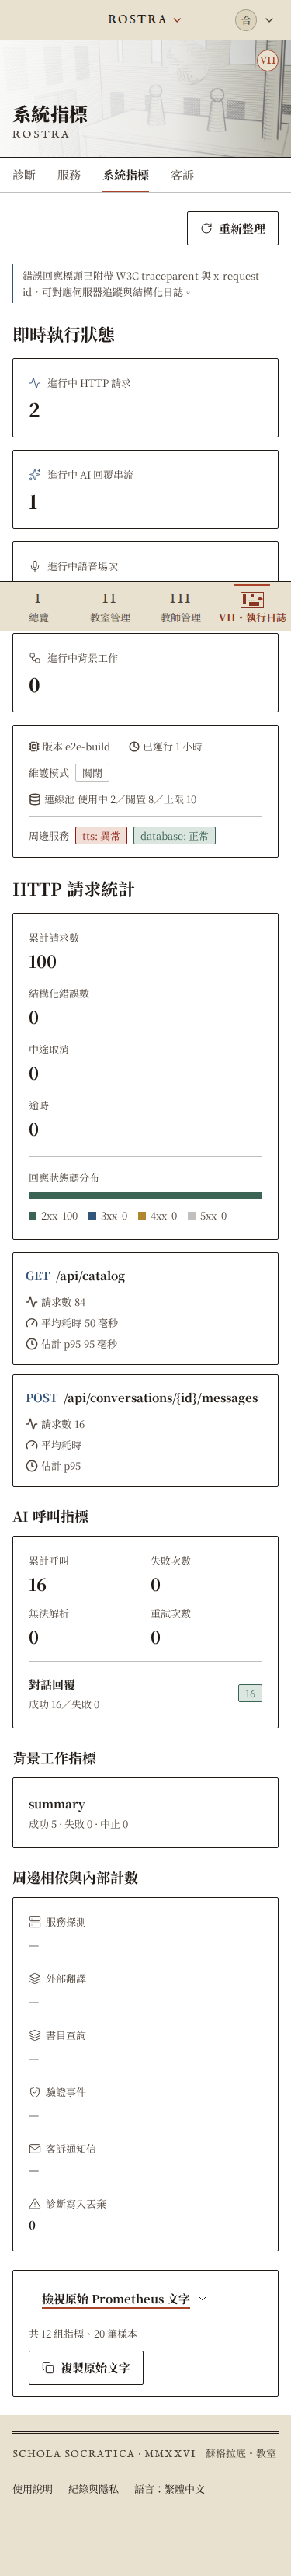 ROSTRA
合
VII
系統指標
ROSTRA
診斷 服務 系統指標 客訴
重新整理
錯誤回應標頭已附帶 W3C traceparent 與 x-request-
id，可對應伺服器追蹤與結構化日誌。
即時執行狀態
進行中 HTTP 請求
2
進行中 AI 回覆串流
1
進行中語音場次
I II III
總覽 教室管理 教師管理 VII・執行日誌
進行中背景工作
0
版本 e2e-build 已運行 1 小時
維護模式 關閉
連線池 使用中 2／閒置 8／上限 10
周邊服務 tts: 異常 database: 正常
HTTP 請求統計
累計請求數
100
結構化錯誤數
0
中途取消
0
逾時
0
回應狀態碼分布
2xx 100 3xx 0 4xx 0 5xx 0
GET /api/catalog
請求數 84
平均耗時 50 毫秒
估計 p95 95 毫秒
POST /api/conversations/{id}/messages
請求數 16
平均耗時 —
估計 p95 —
AI 呼叫指標
累計呼叫 失敗次數
16 0
無法解析 重試次數
0 0
對話回覆
成功 16／失敗 0
16
背景工作指標
summary
成功 5 · 失敗 0 · 中止 0
周邊相依與內部計數
服務探測
—
外部翻譯
—
書目查詢
—
驗證事件
—
客訴通知信
—
診斷寫入丟棄
0
檢視原始 Prometheus 文字
共 12 組指標、20 筆樣本
複製原始文字
SCHOLA SOCRATICA · MMXXVI 蘇格拉底・教室
使用說明 紀錄與隱私 語言：繁體中文